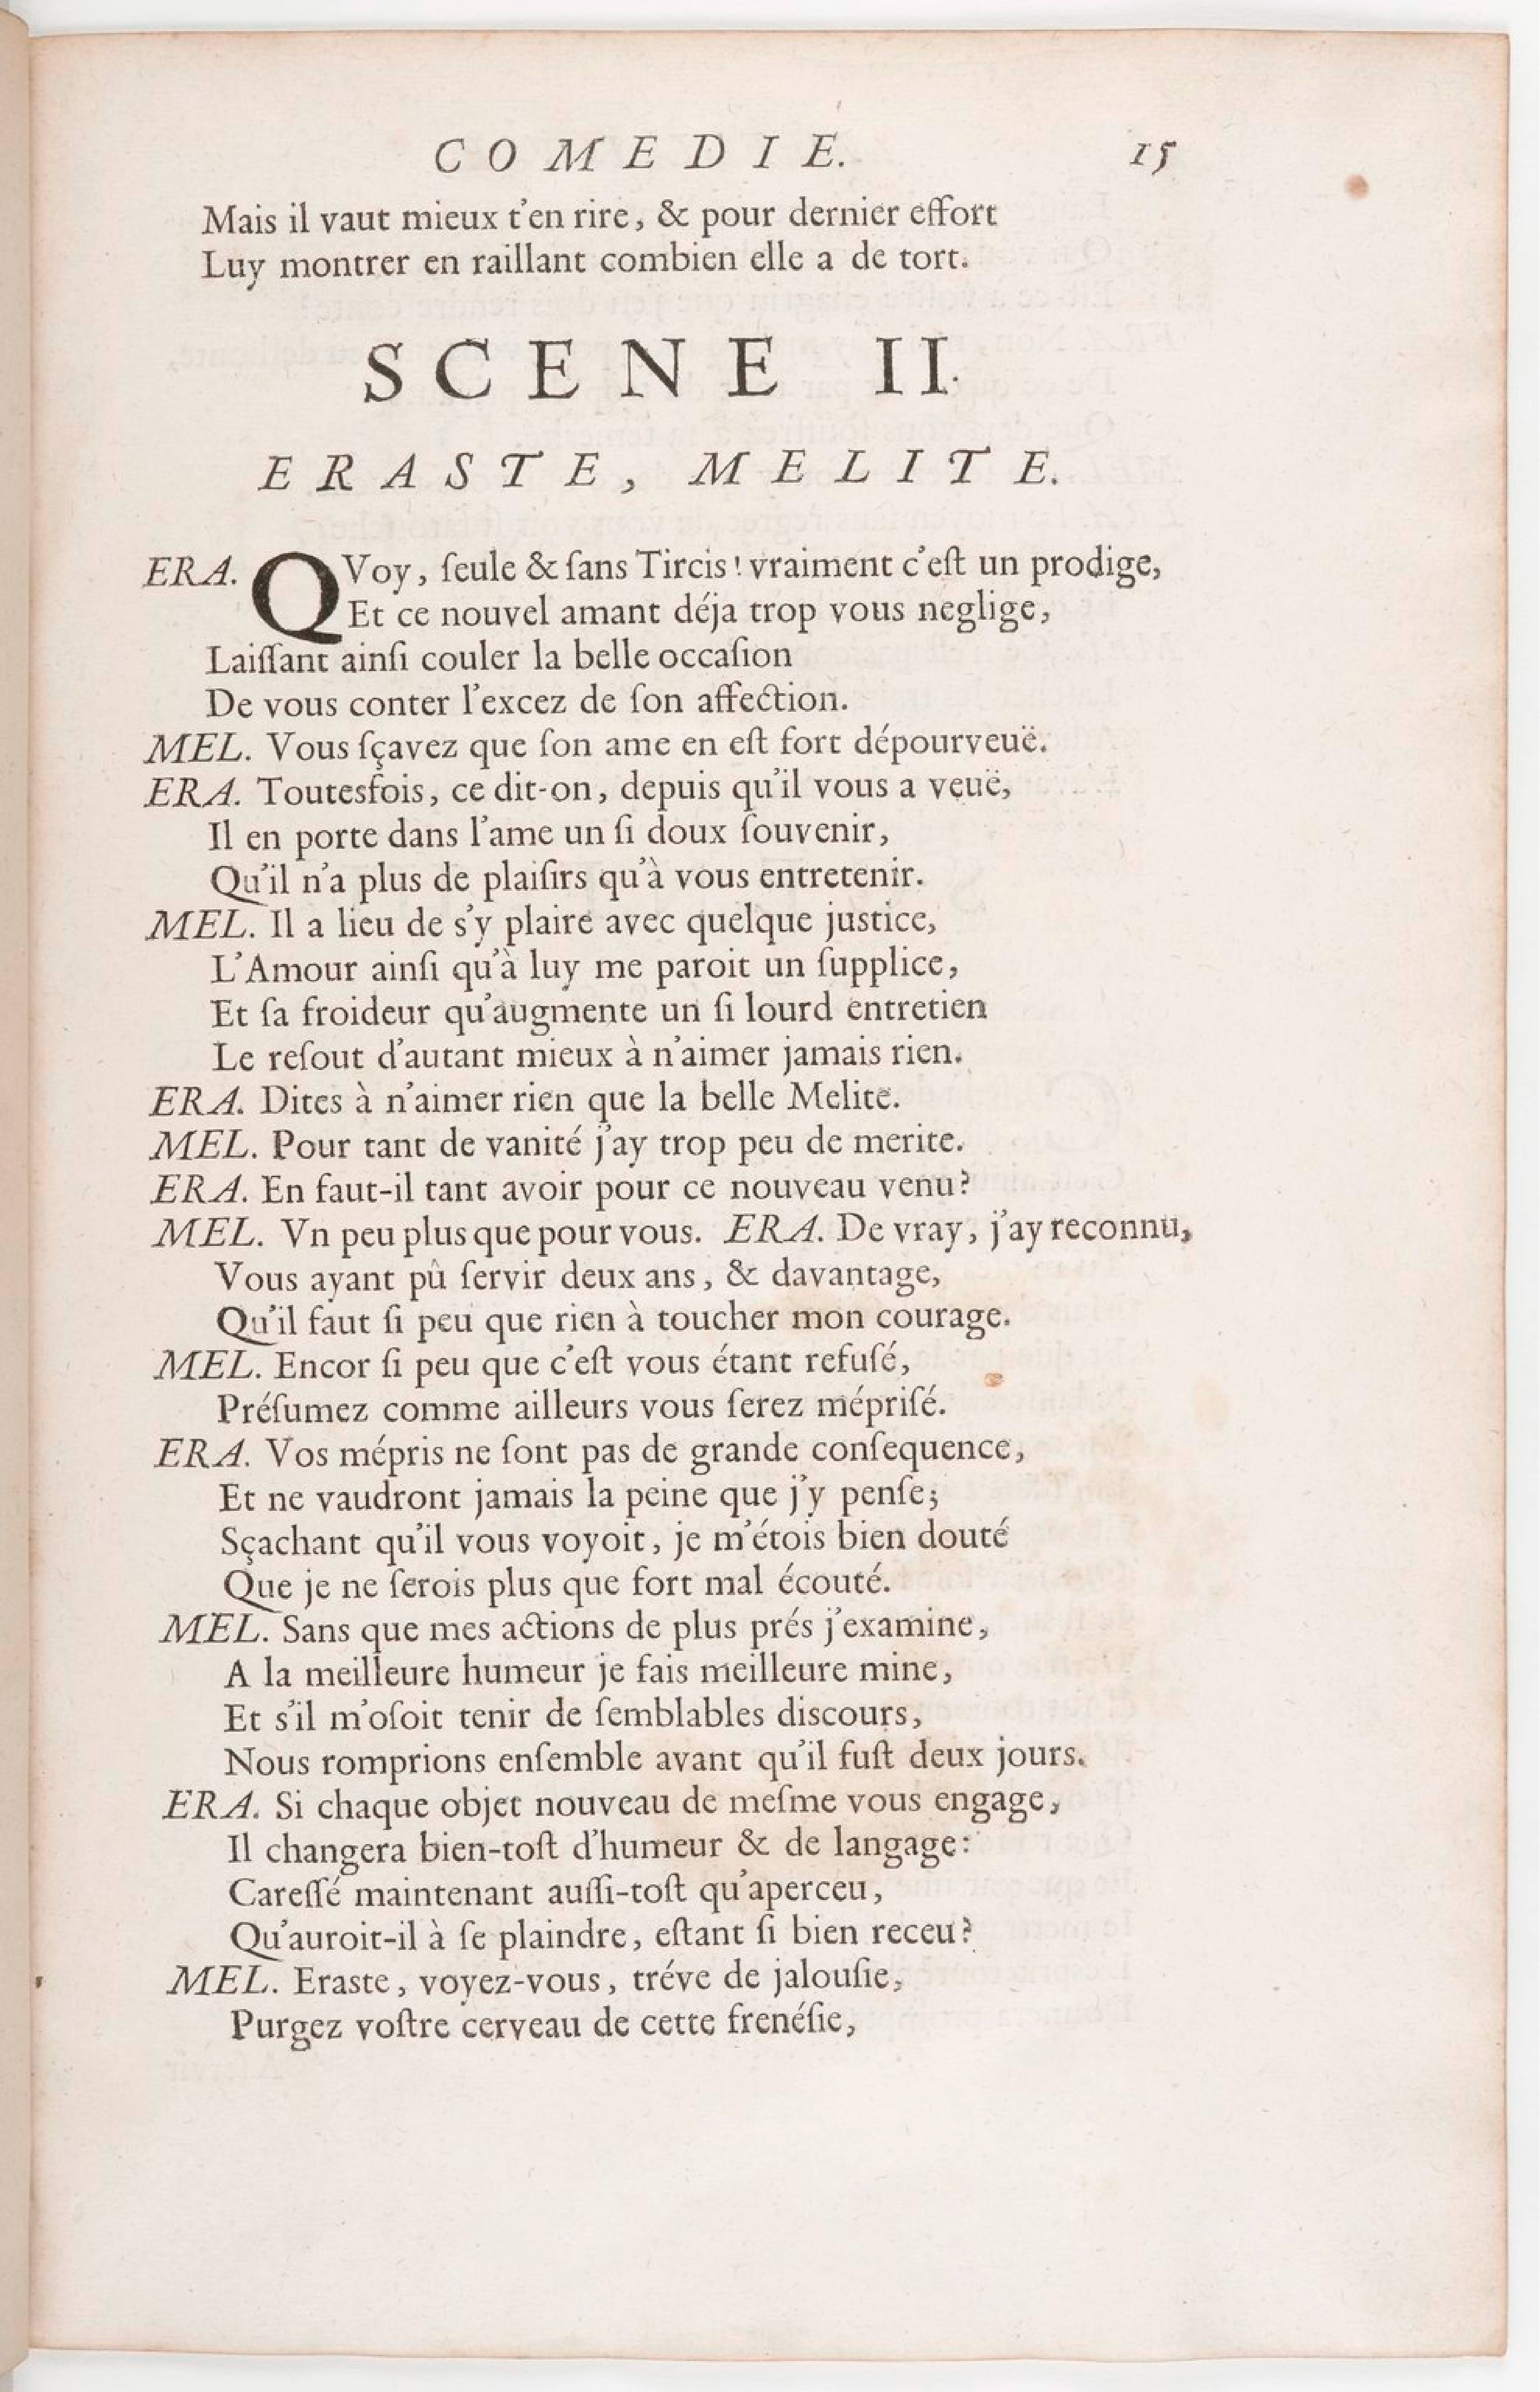 COMEDIE. 15
Mais il vaut mieux t'en rire, & pour dernier effort
Luy montrer en raillant combien elle a de tort.
SCENE II.
ERASTE, MELITE.
ERA. QVoy, ſeule & ſans Tircis! vraiment c'eſt un prodige,
Et ce nouvel amant déja trop vous neglige,
Laiſſant ainſi couler la belle occaſion
De vous conter l'excez de ſon affection.
MEL. Vous ſçavez que ſon ame en eſt fort dépourveuë.
ERA. Toutesfois, ce dit-on, depuis qu'il vous a veuë,
Il en porte dans l'ame un ſi doux ſouvenir,
Qu'il n'a plus de plaiſirs qu'à vous entretenir.
MEL. Il a lieu de s'y plaire avec quelque justice,
L'Amour ainſi qu'à luy me paroit un ſupplice,
Et ſa froideur qu'augmente un ſi lourd entretien
Le reſout d'autant mieux à n'aimer jamais rien.
ERA. Dites à n'aimer rien que la belle Melite.
MEL. Pour tant de vanité j'ay trop peu de merite.
ERA. En faut-il tant avoir pour ce nouveau venu?
MEL. Vn peu plus que pour vous. ERA. De vray, j'ay reconnu,
Vous ayant pû ſervir deux ans, & davantage,
Qu'il faut ſi peu que rien à toucher mon courage.
MEL. Encor ſi peu que c'eſt vous étant refuſé,
Préſumez comme ailleurs vous ſerez mépriſé.
ERA. Vos mépris ne ſont pas de grande conſequence,
Et ne vaudront jamais la peine que j'y penſe;
Sçachant qu'il vous voyoit, je m'étois bien douté
Que je ne ſerois plus que fort mal écouté.
MEL. Sans que mes actions de plus prés j'examine,
A la meilleure humeur je fais meilleure mine,
Et s'il m'oſoit tenir de ſemblables discours,
Nous romprions enſemble avant qu'il fuſt deux jours.
ERA. Si chaque objet nouveau de meſme vous engage,
Il changera bien-toſt d'humeur & de langage:
Careſſé maintenant auſſi-toſt qu'aperceu,
Qu'auroit-il à ſe plaindre, eſtant ſi bien receu?
MEL. Eraste, voyez-vous, tréve de jalouſie,
Purgez voſtre cerveau de cette frenéſie,